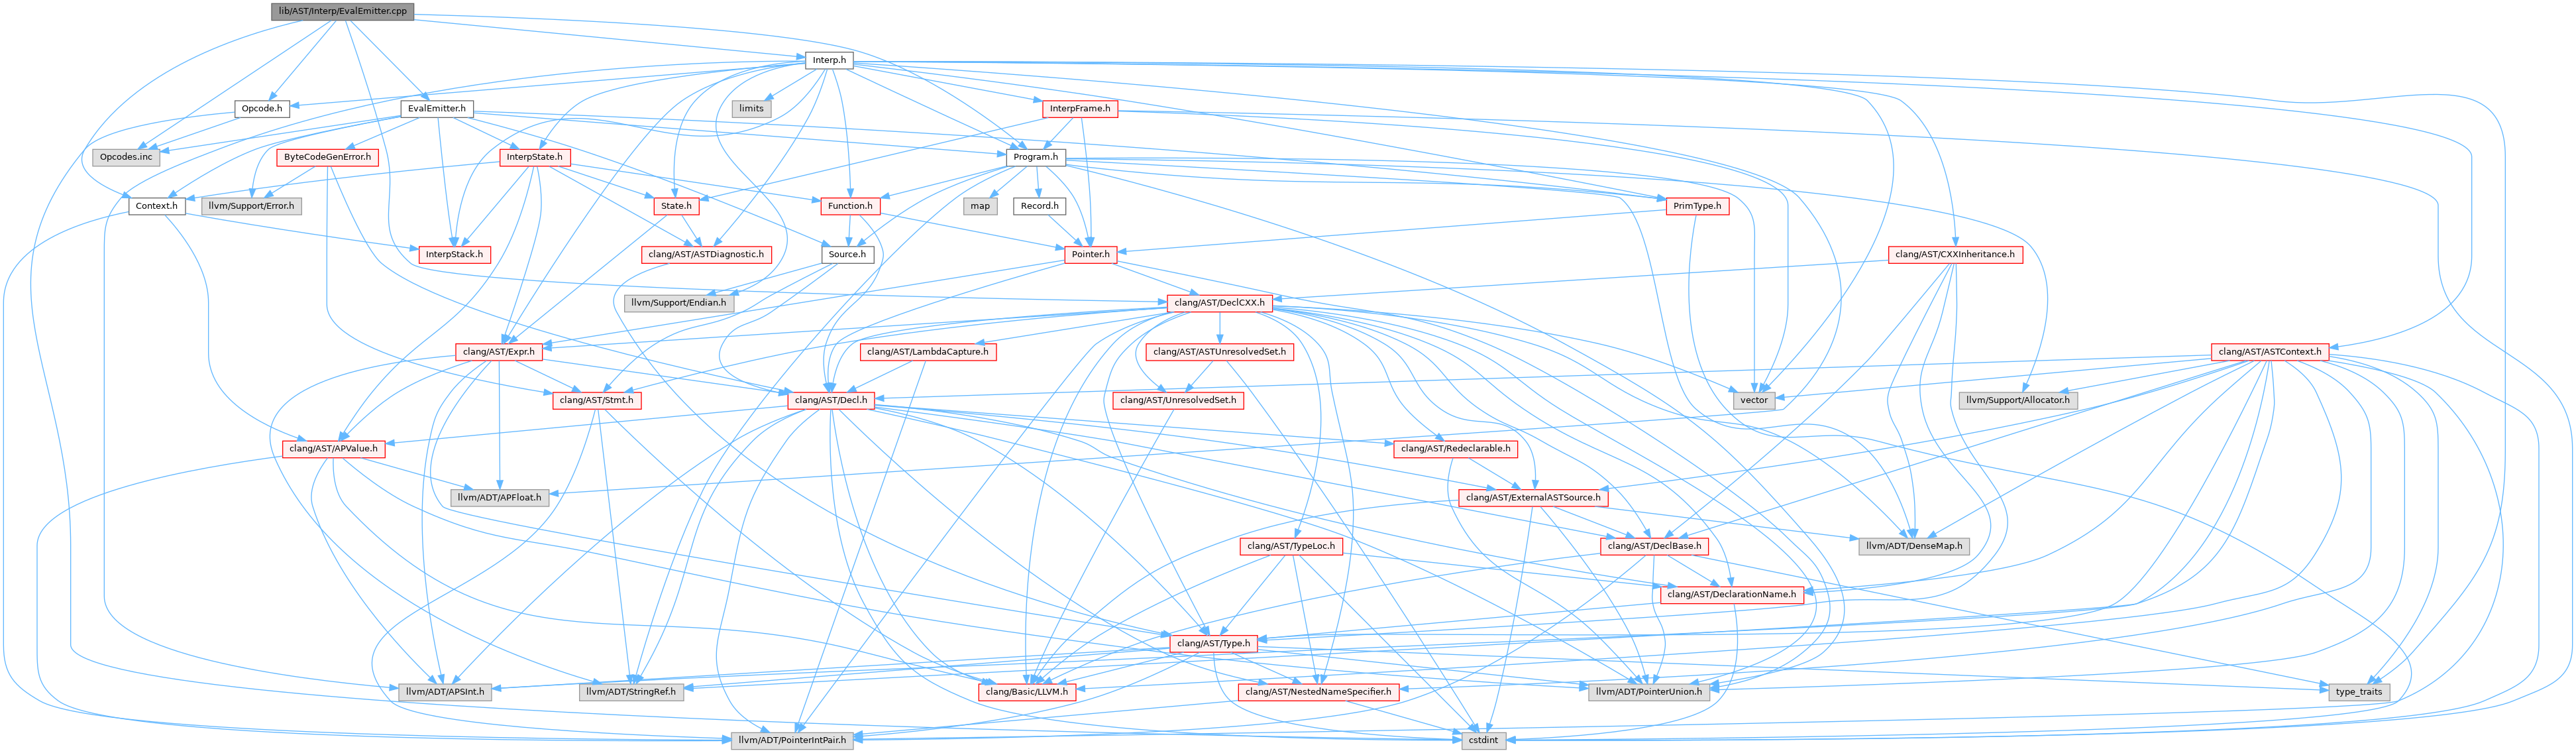 lib/AST/Interp/EvalEmitter.cpp
Interp.h
Opcode.h
EvalEmitter.h
limits
InterpFrame.h
Opcodes.inc
ByteCodeGenError.h
InterpState.h
Program.h
Context.h
llvm/Support/Error.h
State.h
Function.h
map
Record.h
PrimType.h
InterpStack.h
clang/AST/ASTDiagnostic.h
Source.h
Pointer.h
clang/AST/CXXInheritance.h
llvm/Support/Endian.h
clang/AST/DeclCXX.h
clang/AST/Expr.h
clang/AST/LambdaCapture.h
clang/AST/ASTUnresolvedSet.h
clang/AST/ASTContext.h
clang/AST/Stmt.h
clang/AST/Decl.h
clang/AST/UnresolvedSet.h
vector
llvm/Support/Allocator.h
clang/AST/APValue.h
clang/AST/Redeclarable.h
llvm/ADT/APFloat.h
clang/AST/ExternalASTSource.h
clang/AST/TypeLoc.h
clang/AST/DeclBase.h
llvm/ADT/DenseMap.h
clang/AST/DeclarationName.h
clang/AST/Type.h
llvm/ADT/APSInt.h
llvm/ADT/StringRef.h
clang/Basic/LLVM.h
clang/AST/NestedNameSpecifier.h
llvm/ADT/PointerUnion.h
type_traits
llvm/ADT/PointerIntPair.h
cstdint